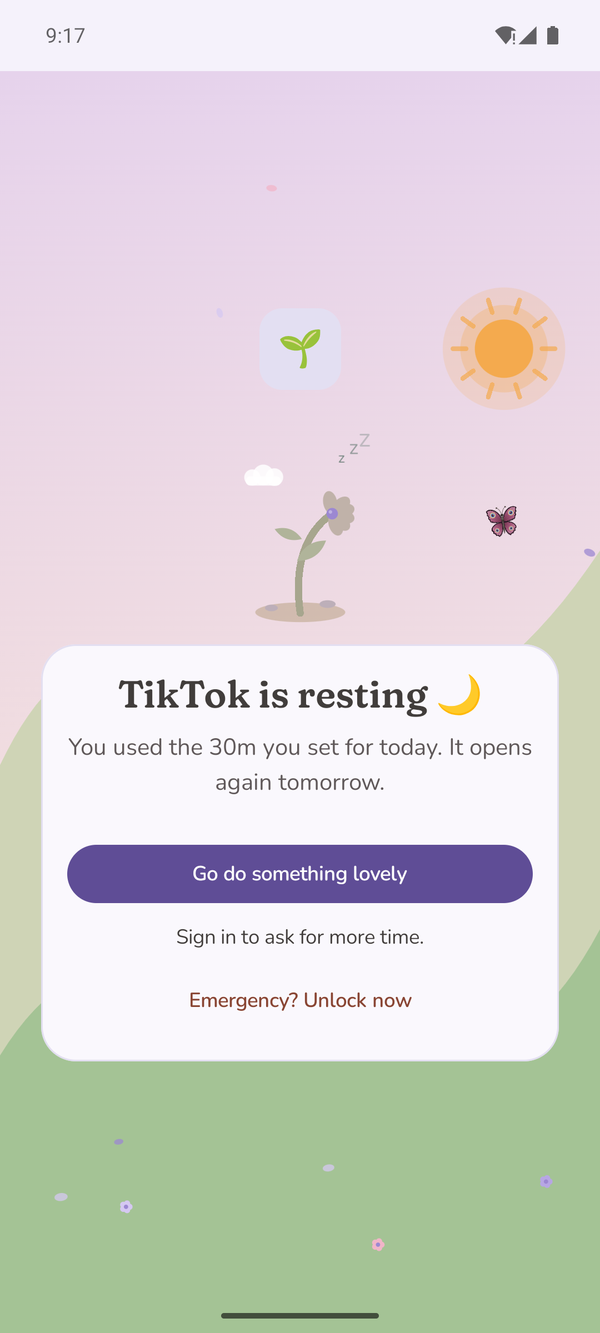 9:17
z z Z
TikTok is resting 🌙
You used the 30m you set for today. It opens
again tomorrow.
Go do something lovely
Sign in to ask for more time.
Emergency? Unlock now